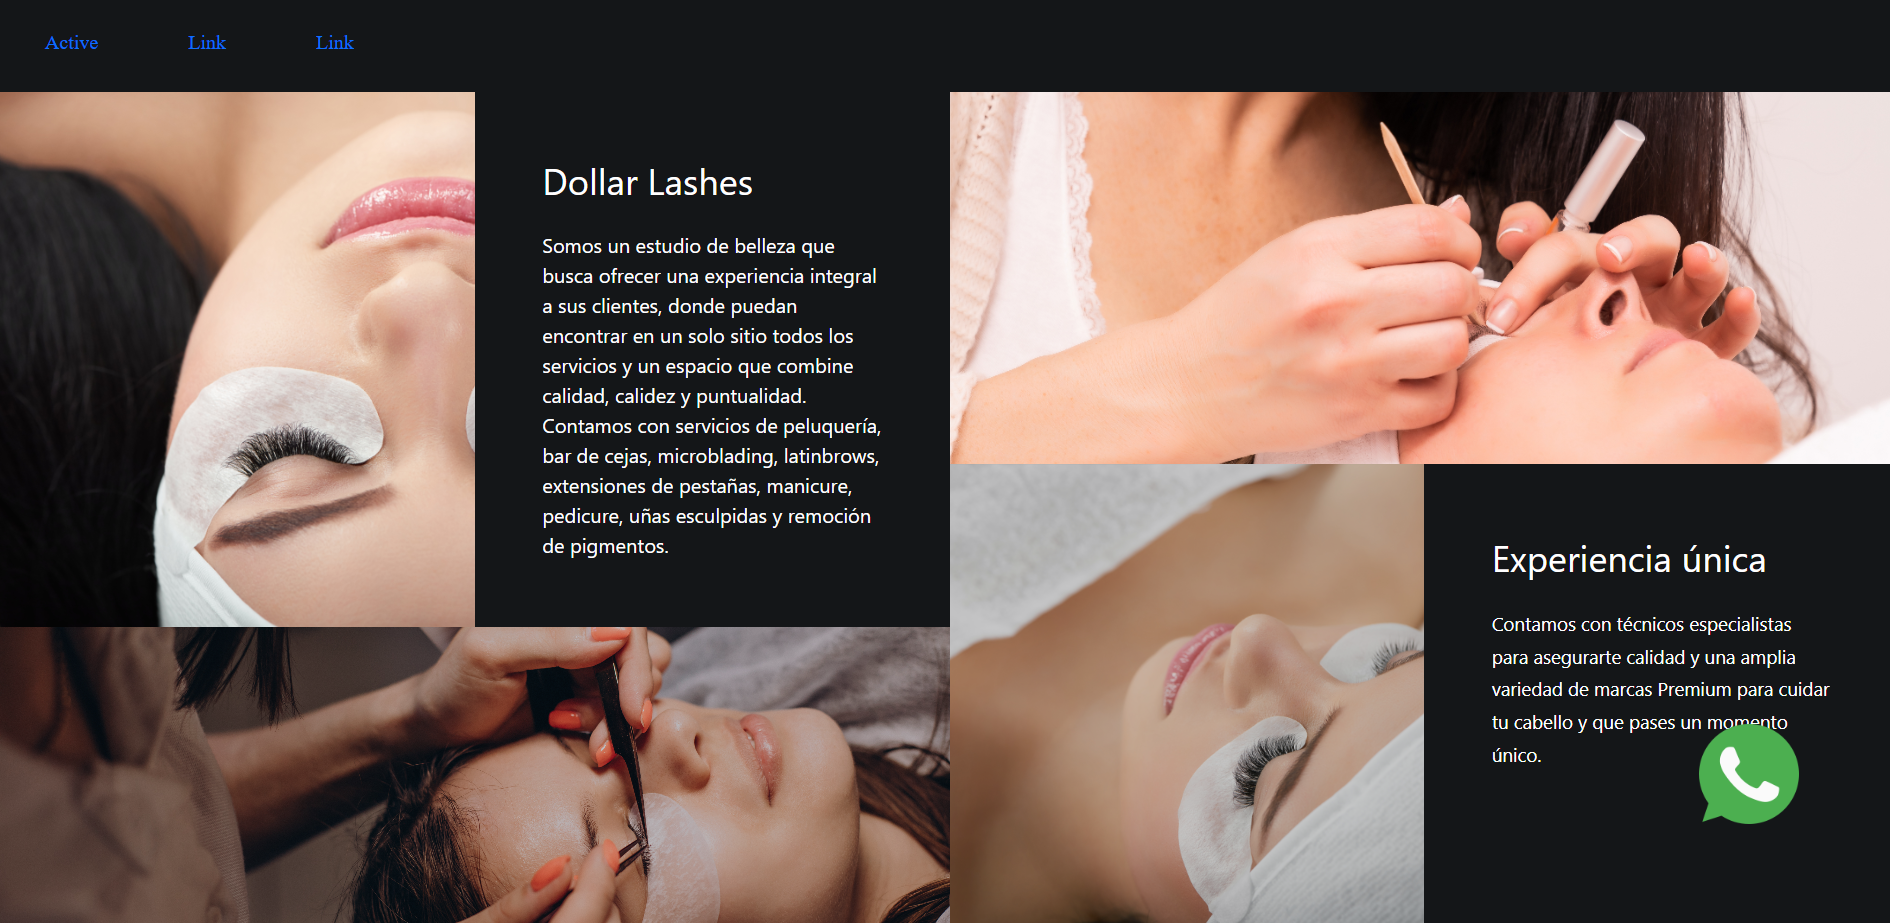 Active
Link
Link
Dollar Lashes
Somos un estudio de belleza que
busca ofrecer una experiencia integral
a sus clientes, donde puedan
encontrar en un solo sitio todos los
servicios y un espacio que combine
calidad, calidez y puntualidad.
Contamos con servicios de peluquería,
bar de cejas, microblading, latinbrows,
extensiones de pestañas, manicure,
pedicure, uñas esculpidas y remoción
de pigmentos.
Experiencia única
Contamos con técnicos especialistas
para asegurarte calidad y una amplia
variedad de marcas Premium para cuidar
tu cabello y que pases un momento
único.